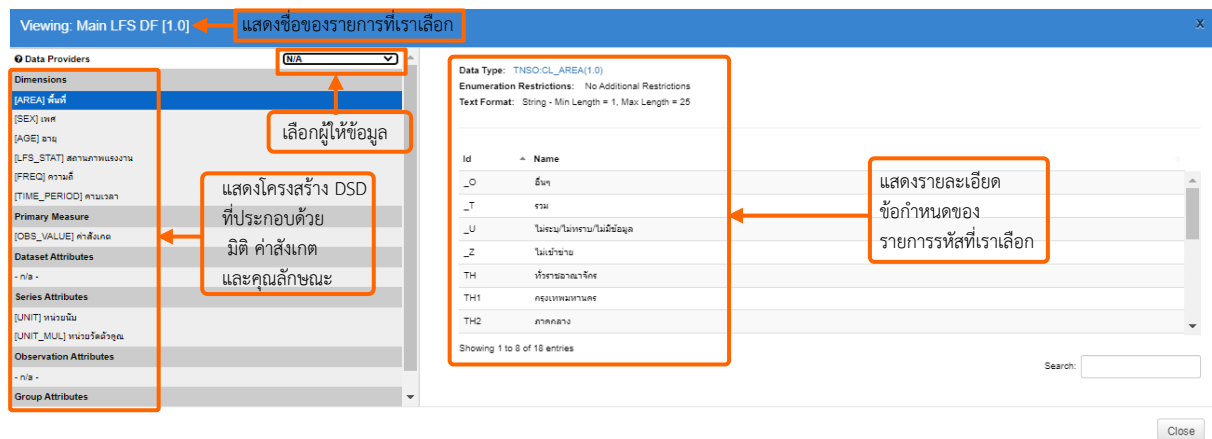 Viewing: Main LFS DF [1.0]
แสดงชื่อของรายการที่เราเลือก
X
Data Providers
N/A
Dimensions
[AREA] พื้นที่
[SEX] เพศ
[AGE] อายุ
[LFS_STAT] สถานภาพแรงงาน
[FREQ] ความถี่
[TIME_PERIOD] คาบเวลา
Primary Measure
[OBS_VALUE] ค่าสังเกต
Dataset Attributes
- n/a -
Series Attributes
[UNIT] หน่วยนับ
[UNIT_MUL] หน่วยวัดตัวคูณ
Observation Attributes
- n/a -
Group Attributes
เลือกผู้ให้ข้อมูล
แสดงโครงสร้าง DSD
ที่ประกอบด้วย
มิติ ค่าสังเกต
และคุณลักษณะ
Data Type: TNSO:CL_AREA(1.0)
Enumeration Restrictions: No Additional Restrictions
Text Format: String - Min Length = 1, Max Length = 25
Id Name
_O อื่นๆ
_T รวม
_U ไม่ระบุ/ไม่ทราบ/ไม่มีข้อมูล
_Z ไม่เข้าข่าย
TH ทั่วราชอาณาจักร
TH1 กรุงเทพมหานคร
TH2 ภาคกลาง
Showing 1 to 8 of 18 entries
แสดงรายละเอียด
ข้อกำหนดของ
รายการรหัสที่เราเลือก
Search:
Close